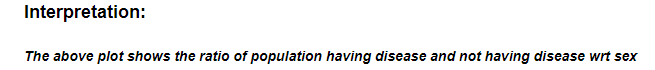 Interpretation:
The above plot shows the ratio of population having disease and not having disease wrt sex